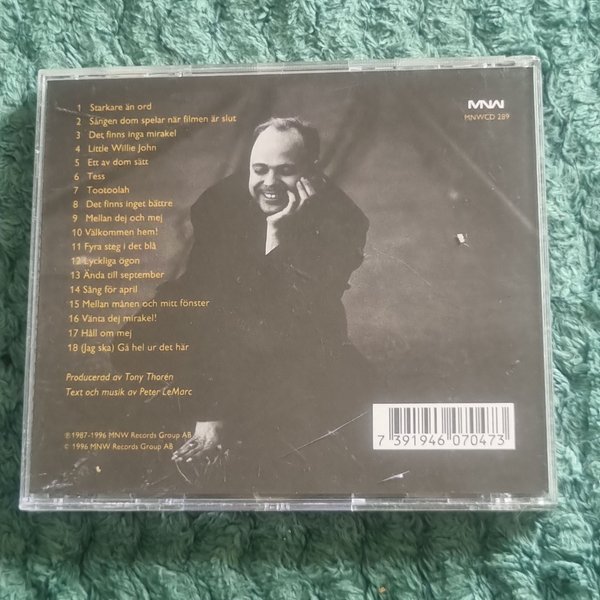 MNW
MNWCD 289
1 Starkare än ord
2 Sången dom spelar när filmen är slut
3 Det finns inga mirakel
4 Little Willie John
5 Ett av dom sätt
6 Tess
7 Tootoolah
8 Det finns inget bättre
9 Mellan dej och mej
10 Välkommen hem!
11 Fyra steg i det blå
12 Lyckliga ögon
13 Ända till september
14 Sång för april
15 Mellan månen och mitt fönster
16 Vänta dej mirakel!
17 Håll om mej
18 (Jag ska) Gå hel ur det här
Producerad av Tony Thorén
Text och musik av Peter LeMarc
℗ 1987-1996 MNW Records Group AB
© 1996 MNW Records Group AB
7 391946 070473